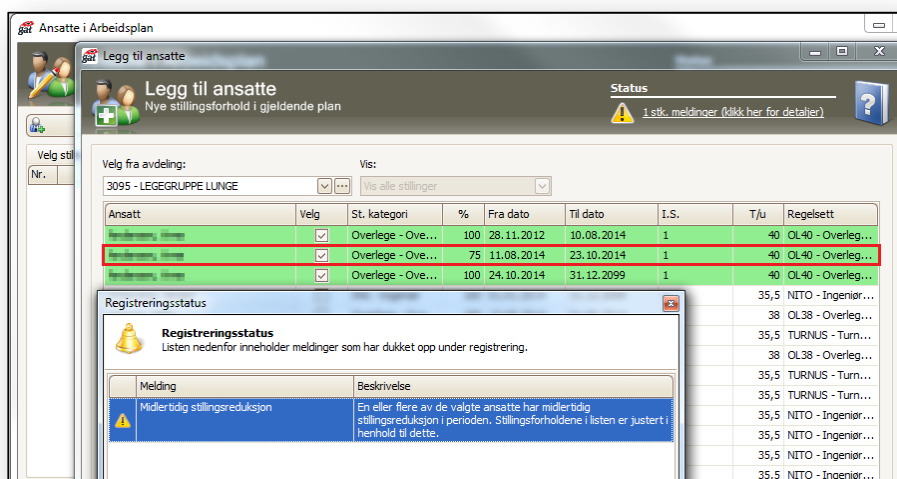 gat Ansatte i Arbeidsplan
gat Legg til ansatte
Legg til ansatte
Nye stillingsforhold i gjeldende plan
Status
1 stk. meldinger (klikk her for detaljer)
Velg stil
Nr.
Velg fra avdeling:
Vis:
3095 - LEGEGRUPPE LUNGE
Vis alle stillinger
Ansatt Velg St. kategori % Fra dato Til dato I.S. T/u Regelsett
Overlege - Ove... 100 28.11.2012 10.08.2014 1 40 OL40 - Overleg...
Overlege - Ove... 75 11.08.2014 23.10.2014 1 40 OL40 - Overleg...
Overlege - Ove... 100 24.10.2014 31.12.2099 1 40 OL40 - Overleg...
35,5 NITO - Ingeniør...
38 OL38 - Overleg...
35,5 TURNUS - Turn...
38 OL38 - Overleg...
35,5 TURNUS - Turn...
35,5 TURNUS - Turn...
35,5 NITO - Ingeniør...
35,5 NITO - Ingeniør...
35,5 NITO - Ingeniør...
35,5 NITO - Ingeniør...
Registreringsstatus
Registreringsstatus
Listen nedenfor inneholder meldinger som har dukket opp under registrering.
Melding Beskrivelse
Midlertidig stillingsreduksjon
En eller flere av de valgte ansatte har midlertidig
stillingsreduksjon i perioden. Stillingsforholdene i listen er justert i
henhold til dette.